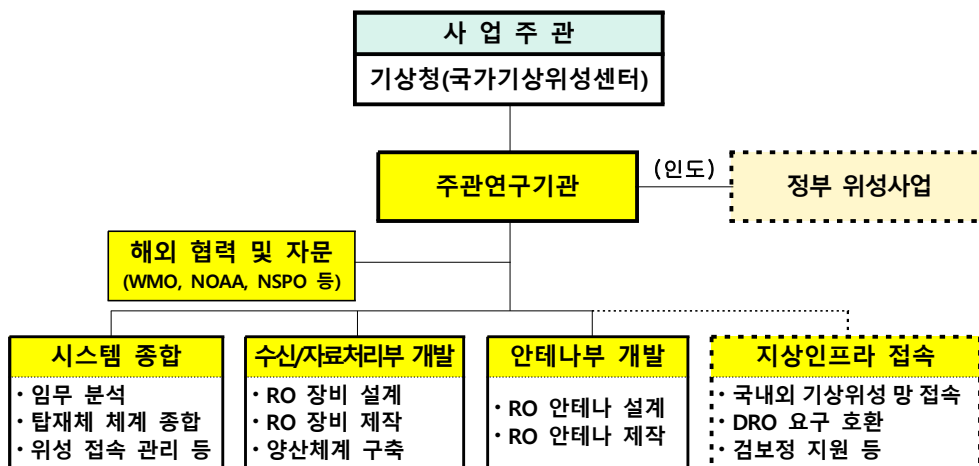 사 업 주 관
기상청(국가기상위성센터)
주관연구기관
(인도)
정부 위성사업
해외 협력 및 자문
(WMO, NOAA, NSPO 등)
시스템 종합
· 임무 분석
· 탑재체 체계 종합
· 위성 접속 관리 등
수신/자료처리부 개발
· RO 장비 설계
· RO 장비 제작
· 양산체계 구축
안테나부 개발
· RO 안테나 설계
· RO 안테나 제작
지상인프라 접속
· 국내외 기상위성 망 접속
· DRO 요구 호환
· 검보정 지원 등